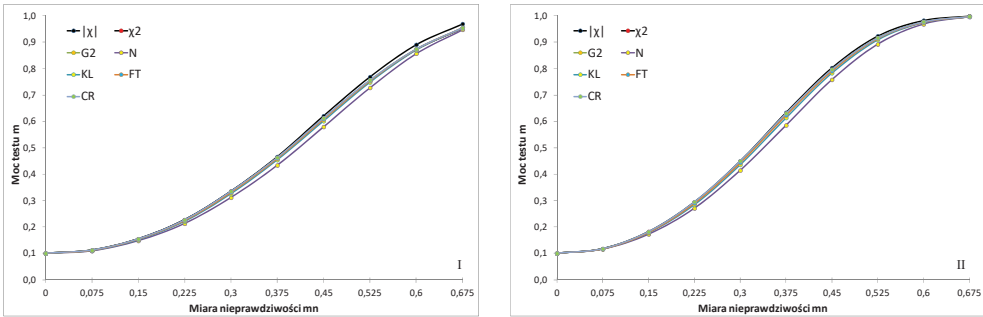 1,0
0,9
0,8
0,7
0,6
0,5
0,4
0,3
0,2
0,1
0,0
Moc testu m
|χ| χ2
G2 N
KL FT
CR
I
0 0,075 0,15 0,225 0,3 0,375 0,45 0,525 0,6 0,675
Miara nieprawdziwości mn
1,0
0,9
0,8
0,7
0,6
0,5
0,4
0,3
0,2
0,1
0,0
Moc testu m
|χ| χ2
G2 N
KL FT
CR
II
0 0,075 0,15 0,225 0,3 0,375 0,45 0,525 0,6 0,675
Miara nieprawdziwości mn